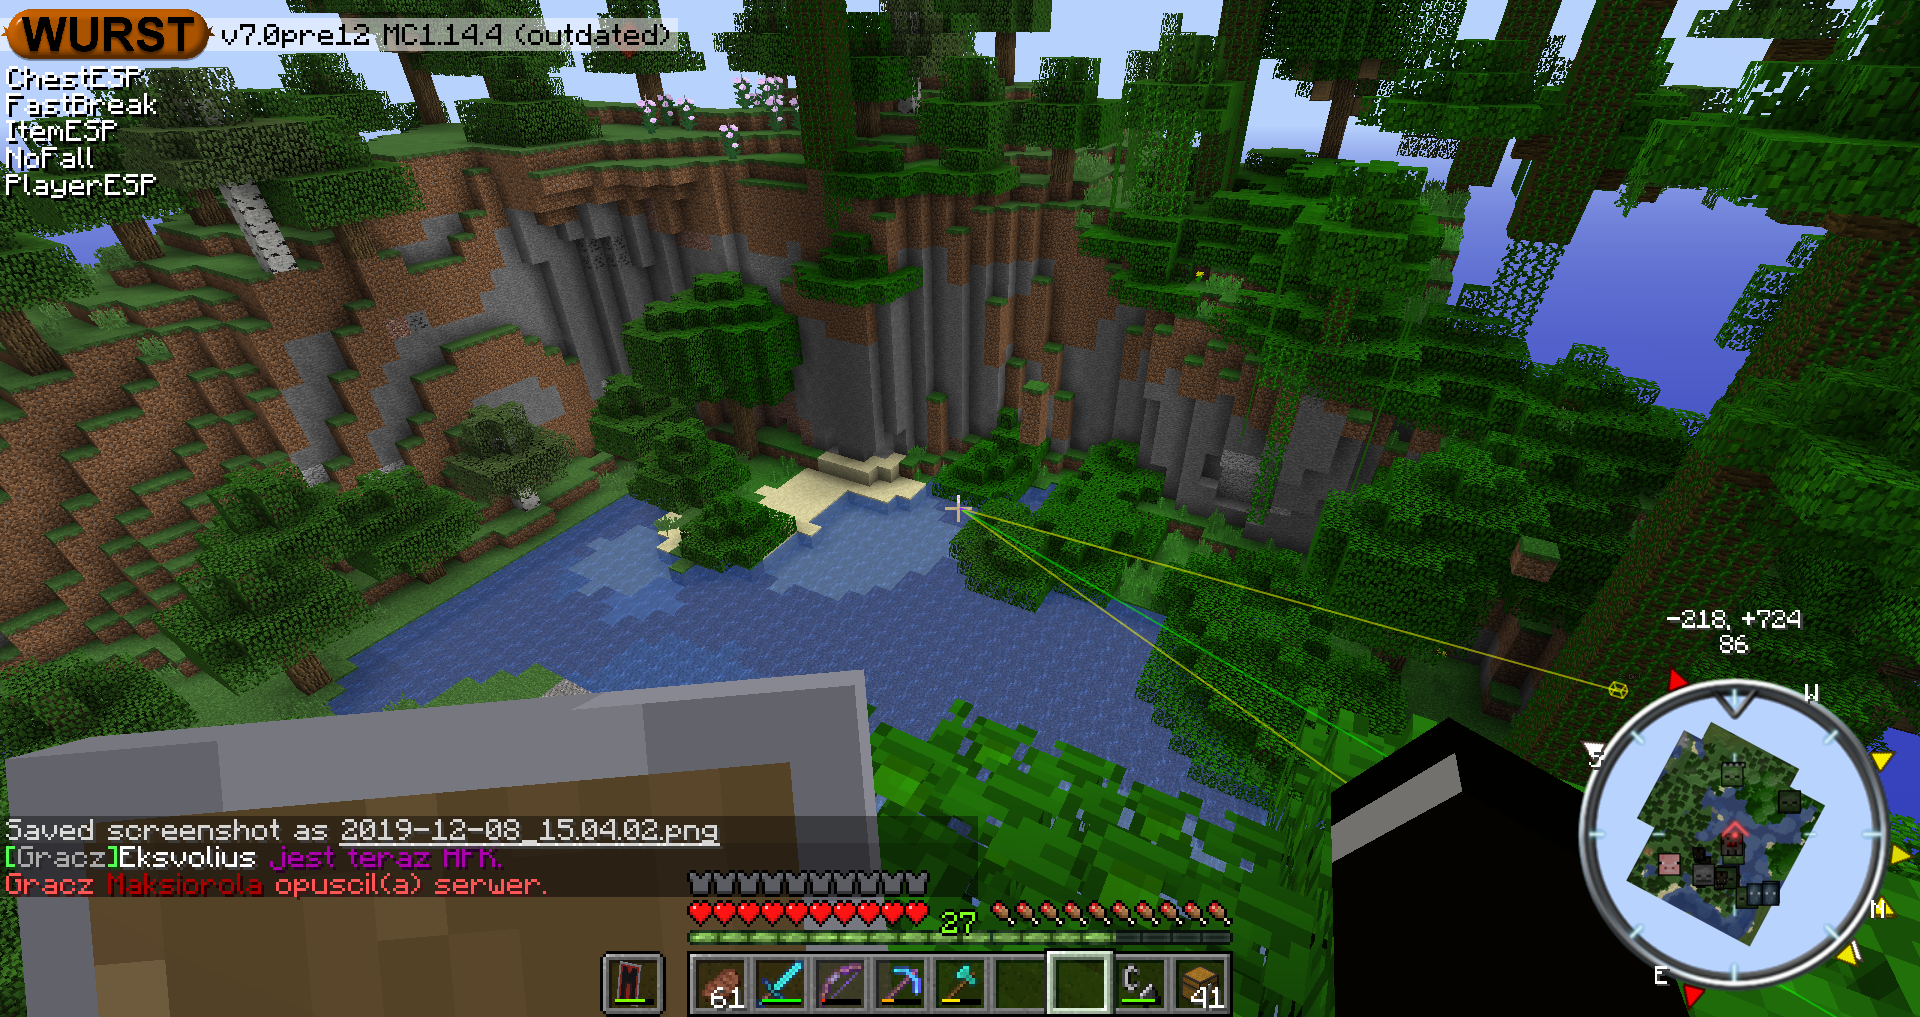 WURST v7.0pre12 MC1.14.4 (outdated)
ChestESP
FastBreak
ItemESP
NoFall
PlayerESP
-218, +724
86
W
S
N
E
Saved screenshot as 2019-12-08_15.04.02.png
[Gracz]Eksvolius jest teraz AFK.
Gracz Maksiorola opuscil(a) serwer.
27
61
41